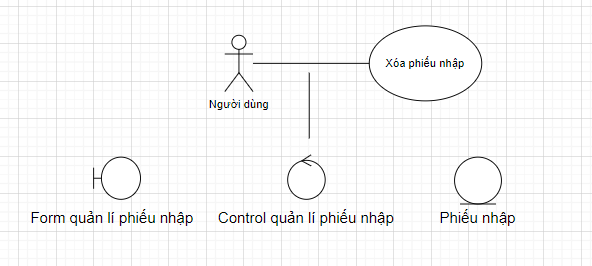 Xóa phiếu nhập
Người dùng
Form quản lí phiếu nhập
Control quản lí phiếu nhập
Phiếu nhập